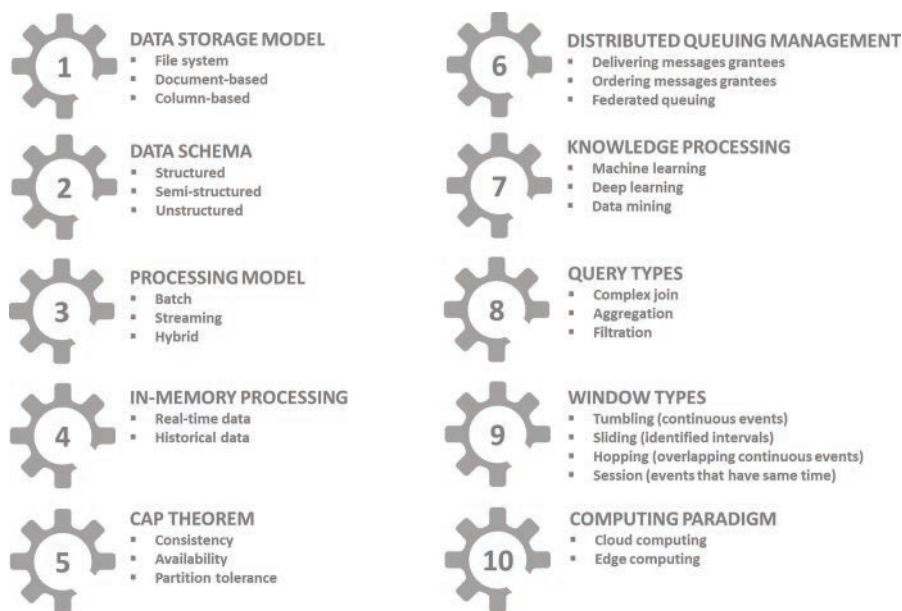 1
DATA STORAGE MODEL
▪ File system
▪ Document-based
▪ Column-based
2
DATA SCHEMA
▪ Structured
▪ Semi-structured
▪ Unstructured
3
PROCESSING MODEL
▪ Batch
▪ Streaming
▪ Hybrid
4
IN-MEMORY PROCESSING
▪ Real-time data
▪ Historical data
5
CAP THEOREM
▪ Consistency
▪ Availability
▪ Partition tolerance
6
DISTRIBUTED QUEUING MANAGEMENT
▪ Delivering messages grantees
▪ Ordering messages grantees
▪ Federated queuing
7
KNOWLEDGE PROCESSING
▪ Machine learning
▪ Deep learning
▪ Data mining
8
QUERY TYPES
▪ Complex join
▪ Aggregation
▪ Filtration
9
WINDOW TYPES
▪ Tumbling (continuous events)
▪ Sliding (identified intervals)
▪ Hopping (overlapping continuous events)
▪ Session (events that have same time)
10
COMPUTING PARADIGM
▪ Cloud computing
▪ Edge computing